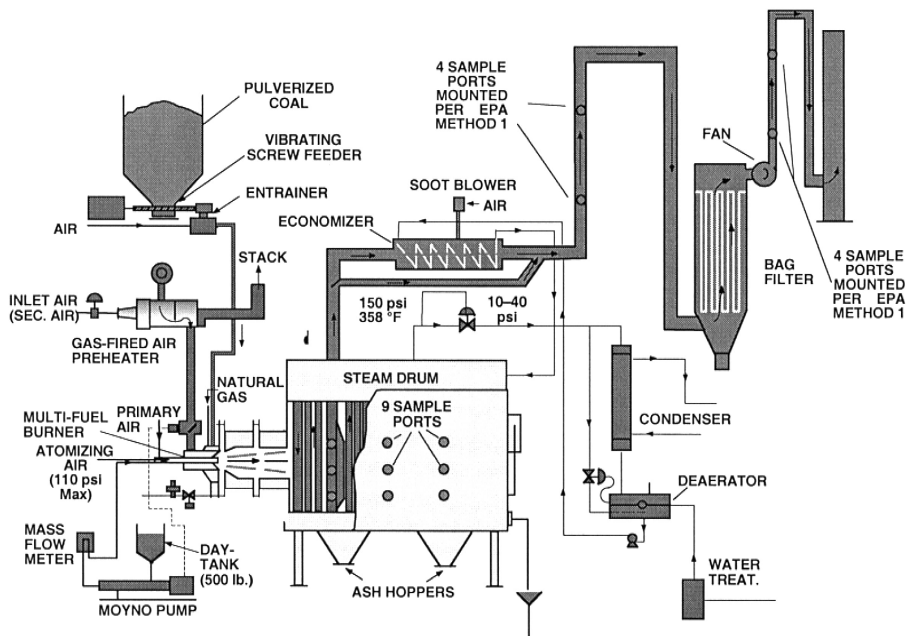 PULVERIZED
COAL
VIBRATING
SCREW FEEDER
ENTRAINER
AIR
STACK
INLET AIR
(SEC. AIR)
GAS-FIRED AIR
PREHEATER
4 SAMPLE
PORTS
MOUNTED
PER EPA
METHOD 1
SOOT BLOWER
AIR
ECONOMIZER
FAN
BAG
FILTER
4 SAMPLE
PORTS
MOUNTED
PER EPA
METHOD 1
150 psi
358 °F
10–40
psi
NATURAL
GAS
MULTI-FUEL
BURNER
PRIMARY
AIR
ATOMIZING
AIR
(110 psi
Max)
STEAM DRUM
9 SAMPLE
PORTS
CONDENSER
DEAERATOR
MASS
FLOW
METER
DAY-
TANK
(500 lb.)
MOYNO PUMP
ASH HOPPERS
WATER
TREAT.